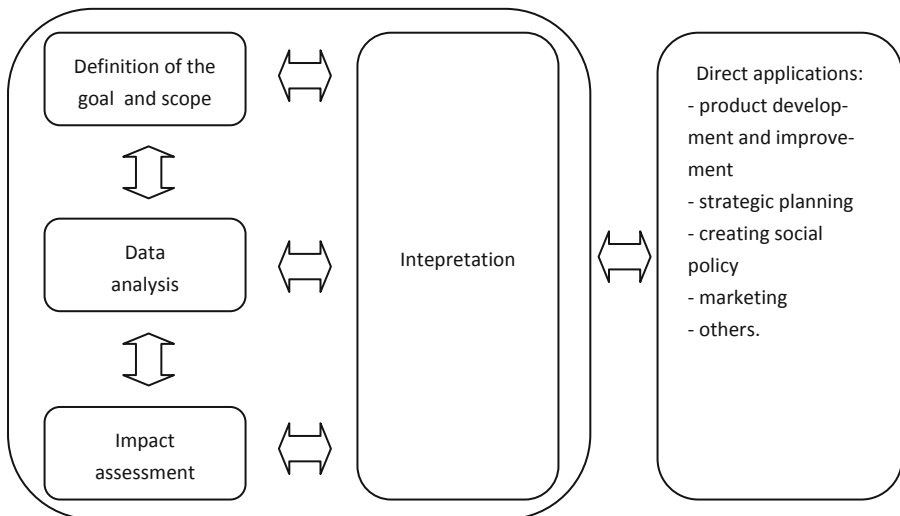 Definition of the
goal and scope
Data
analysis
Impact
assessment
Intepretation
Direct applications:
- product develop-
ment and improve-
ment
- strategic planning
- creating social
policy
- marketing
- others.